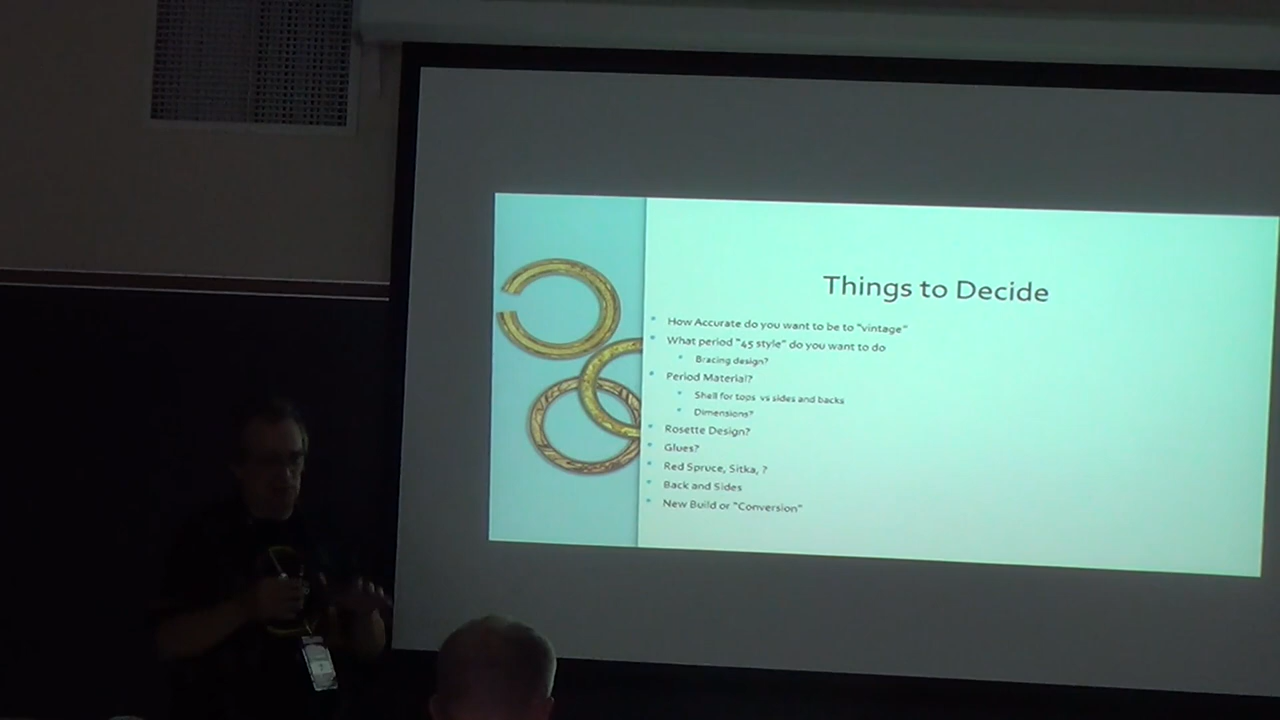 Things to Decide
How Accurate do you want to be to "vintage"
What period "45 style" do you want to do
Bracing design?
Period Material?
Shell for tops vs sides and backs
Dimensions?
Rosette Design?
Glues?
Red Spruce, Sitka, ?
Back and Sides
New Build or "Conversion"